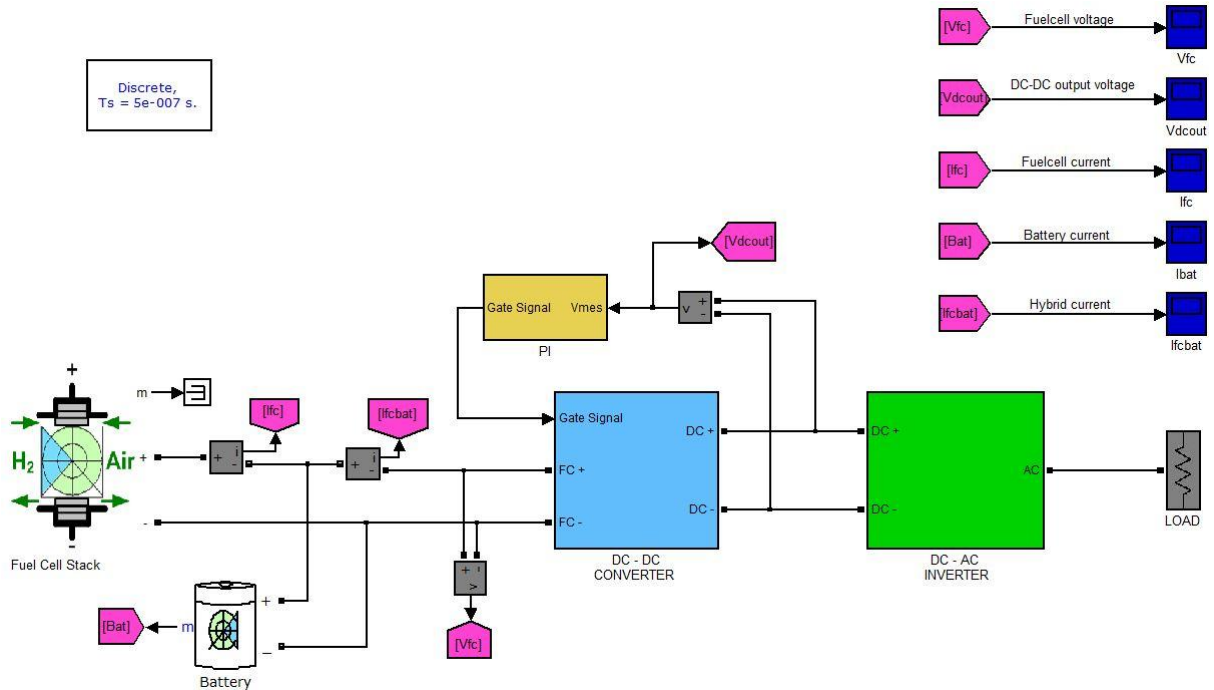 [Vfc]
Fuelcell voltage
Vfc
Discrete,
Ts = 5e-007 s.
[Vdcout]
DC-DC output voltage
Vdcout
[Ifc]
Fuelcell current
Ifc
[Bat]
Battery current
Ibat
[Ifcbat]
Hybrid current
Ifcbat
[Vdcout]
Gate Signal
Vmes
v
+
-
PI
+
m
[Ifc]
[Ifcbat]
Gate Signal
DC +
DC +
H2
Air
+
+
i
-
+
i
-
FC +
AC
-
FC -
DC -
DC -
LOAD
-
Fuel Cell Stack
DC - DC
CONVERTER
DC - AC
INVERTER
+
-
v
[Bat]
m
+
-
[Vfc]
Battery